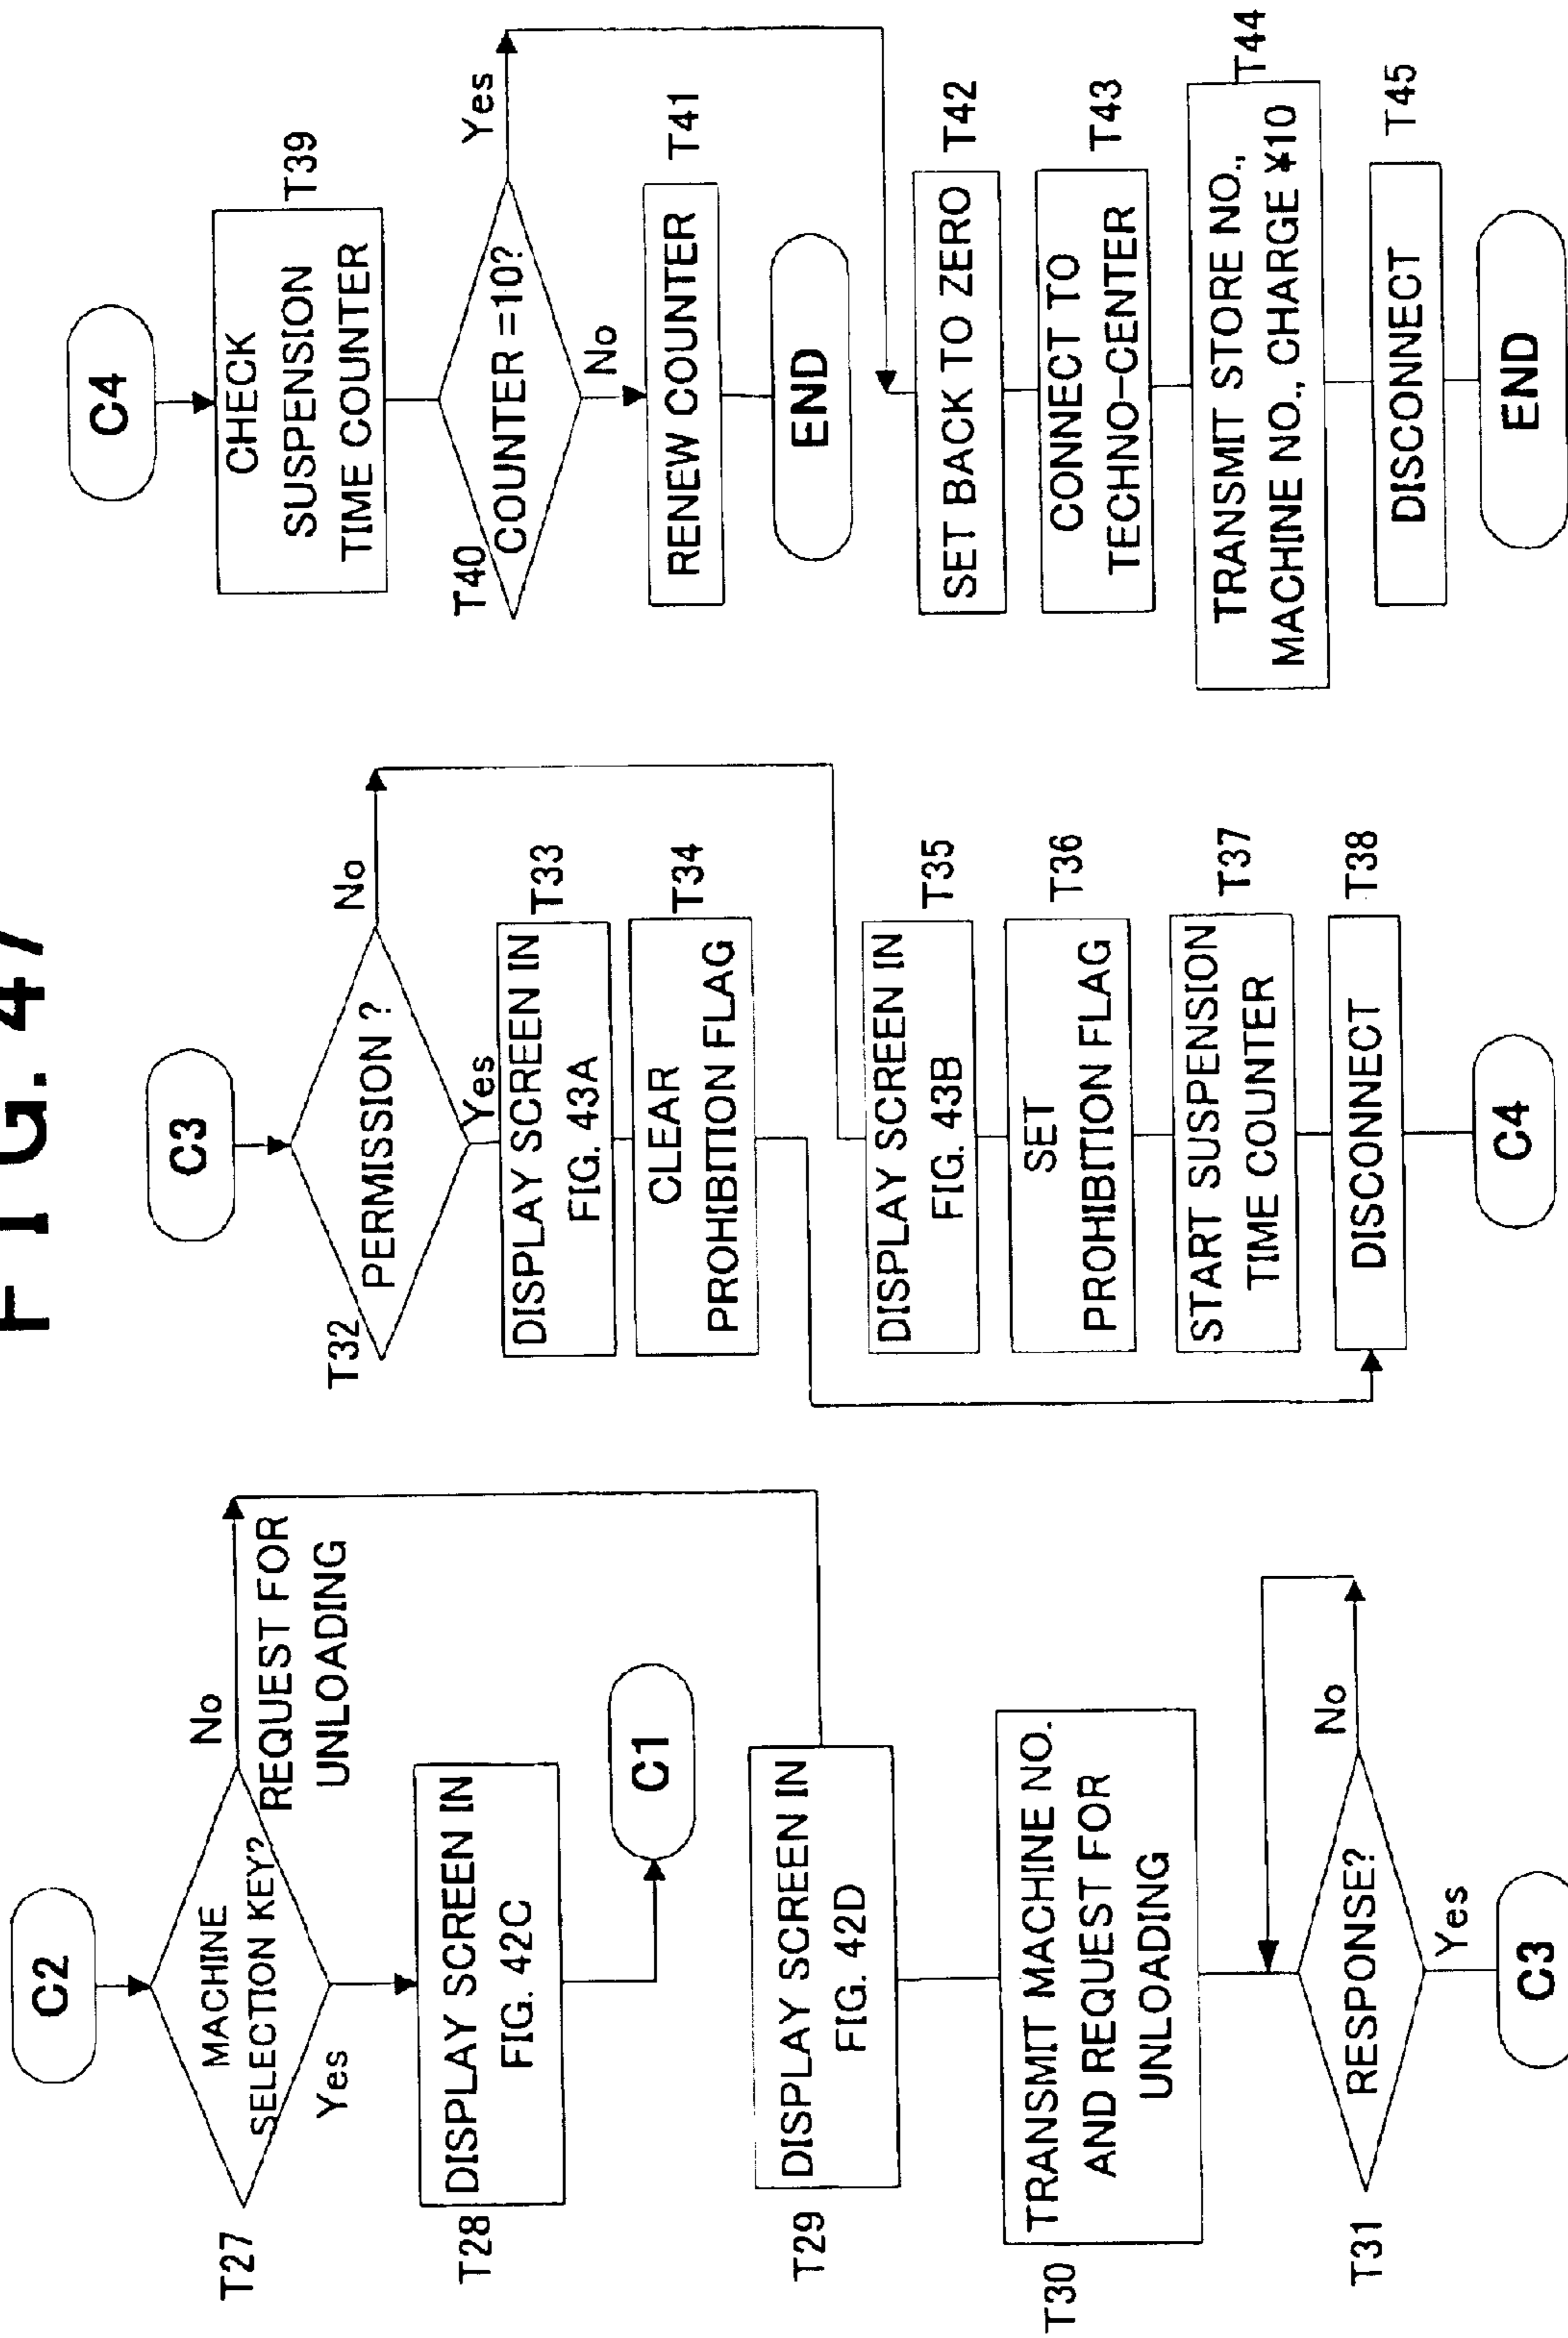 FIG. 47
C2
T27
MACHINE
SELECTION KEY?
No
REQUEST FOR
UNLOADING
Yes
T28
DISPLAY SCREEN IN
FIG. 42C
C1
T29
DISPLAY SCREEN IN
FIG. 42D
T30
TRANSMIT MACHINE NO.
AND REQUEST FOR
UNLOADING
T31
RESPONSE?
No
Yes
C3
C3
T32
PERMISSION ?
No
Yes
DISPLAY SCREEN IN
FIG. 43A
T33
CLEAR
PROHIBITION FLAG
T34
DISPLAY SCREEN IN
FIG. 43B
T35
SET
PROHIBITION FLAG
T36
START SUSPENSION
TIME COUNTER
T37
DISCONNECT
T38
C4
C4
CHECK
SUSPENSION
TIME COUNTER
T39
T40
COUNTER =10?
Yes
No
RENEW COUNTER
T41
END
SET BACK TO ZERO
T42
CONNECT TO
TECHNO-CENTER
T43
TRANSMIT STORE NO.,
MACHINE NO., CHARGE ¥10
T44
DISCONNECT
T45
END